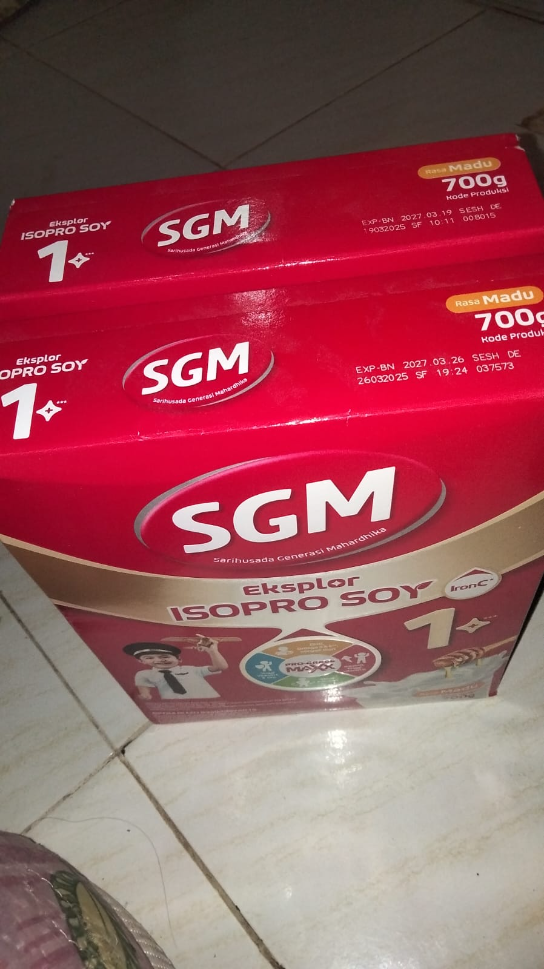 Rasa Madu
700g
Kode Produksi
Eksplor
ISOPRO SOY
1+
SGM
Sarihusada Generasi Mahardhika
EXP-BN 2027.03.19 SESH DE
19032025 SF 10:11 008015
Rasa Madu
700g
Kode Produk
Eksplor
OPRO SOY
1+
SGM
Sarihusada Generasi Mahardhika
EXP-BN 2027.03.26 SESH DE
26032025 SF 19:24 037573
SGM
Sarihusada Generasi Mahardhika
Eksplor
ISOPRO SOY
IronC+
1+
MAXX